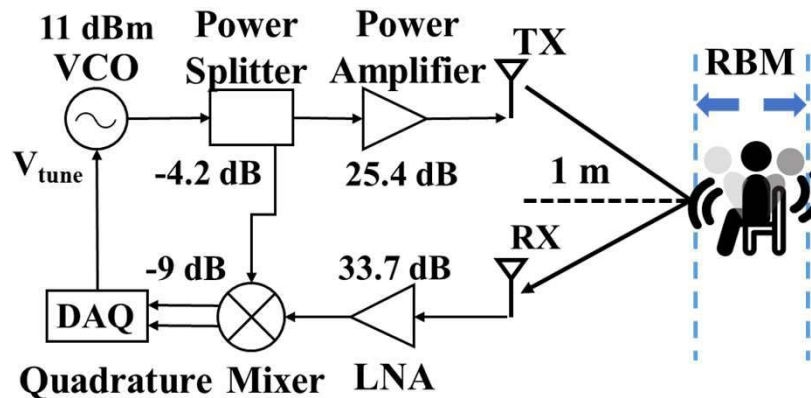 11 dBm
VCO
Power
Splitter
Power
Amplifier
TX
RBM
V_tune
-4.2 dB
25.4 dB
1 m
-9 dB
33.7 dB
RX
DAQ
Quadrature Mixer
LNA